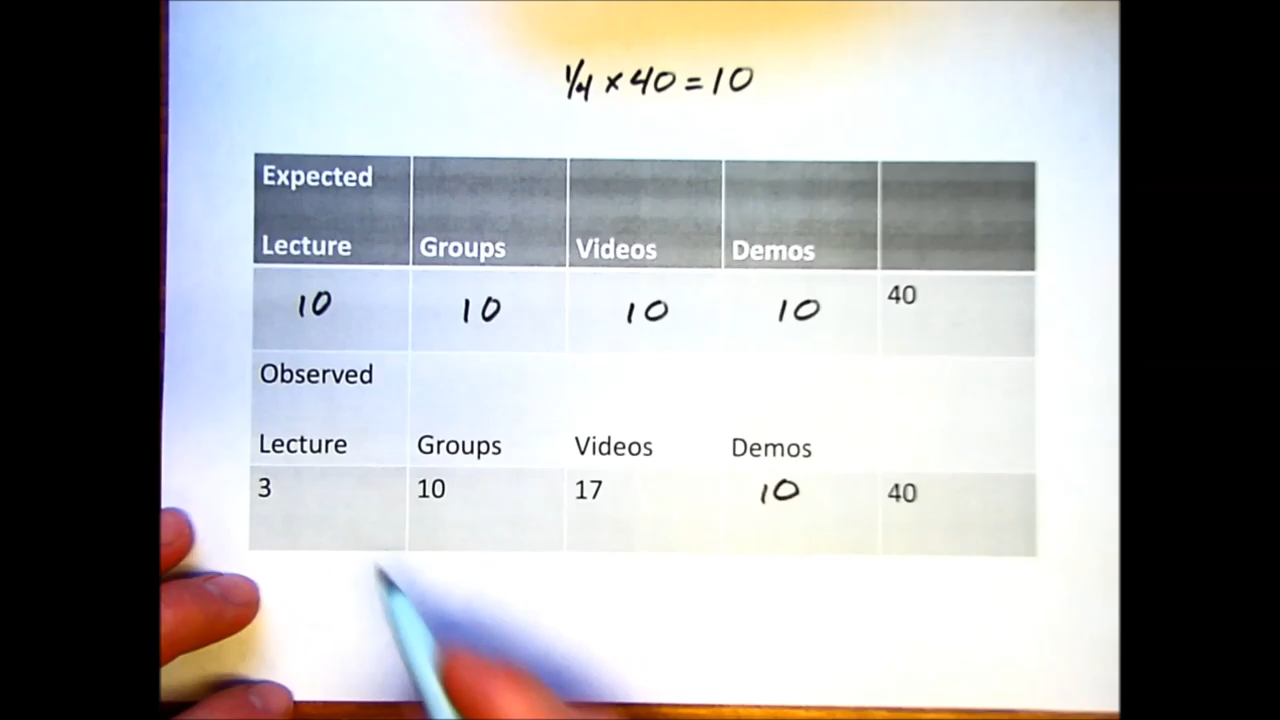 1/4 × 40 = 10
Expected
Lecture Groups Videos Demos
10 10 10 10 40
Observed
Lecture Groups Videos Demos
3 10 17 10 40